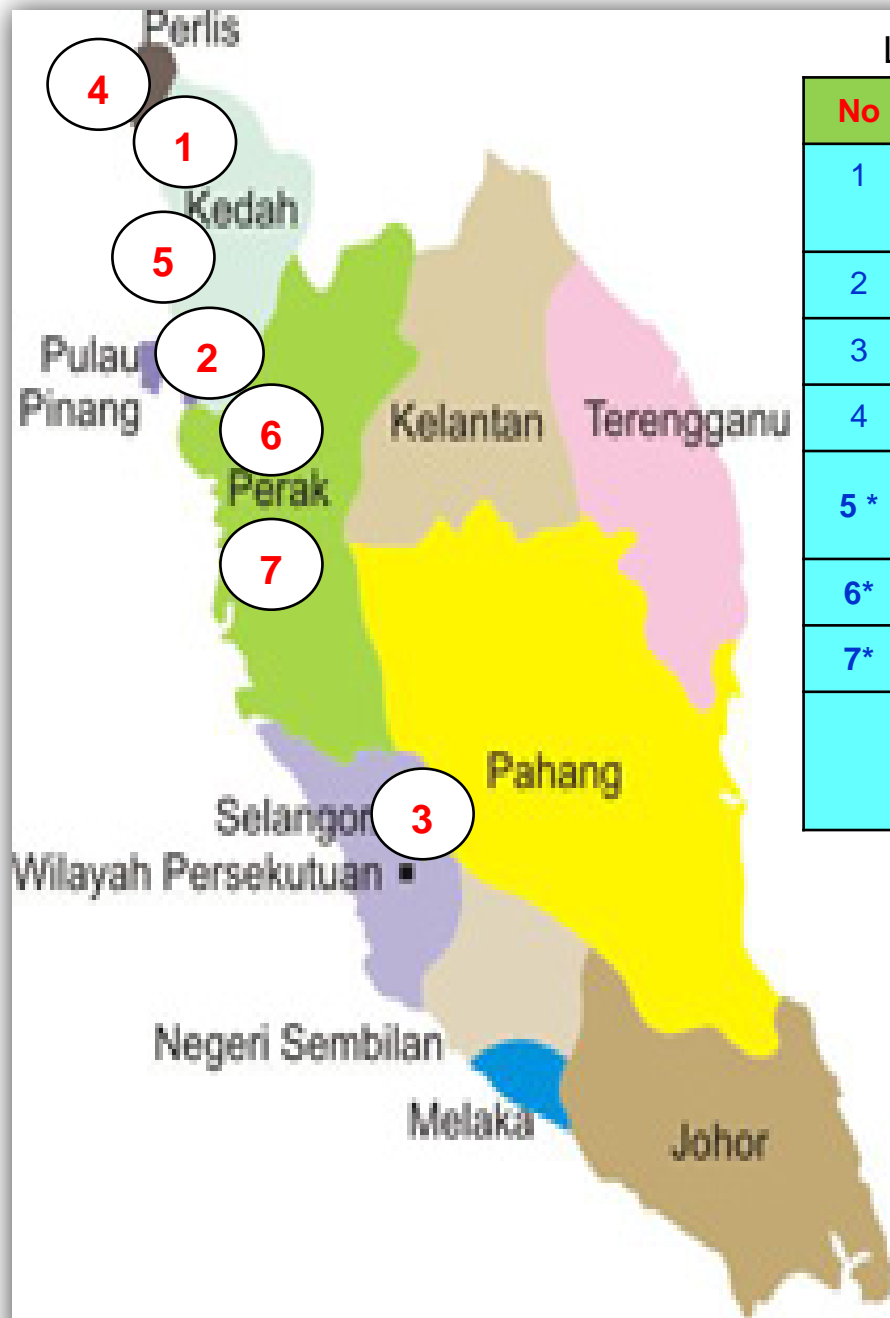 Perlis
4
1
Kedah
5
Pulau
Pinang
2
6
Perak
Kelantan
Terengganu
7
Pahang
Selangor
3
Wilayah Persekutuan
Negeri Sembilan
Melaka
Johor
L
No
1
2
3
4
5 *
6*
7*